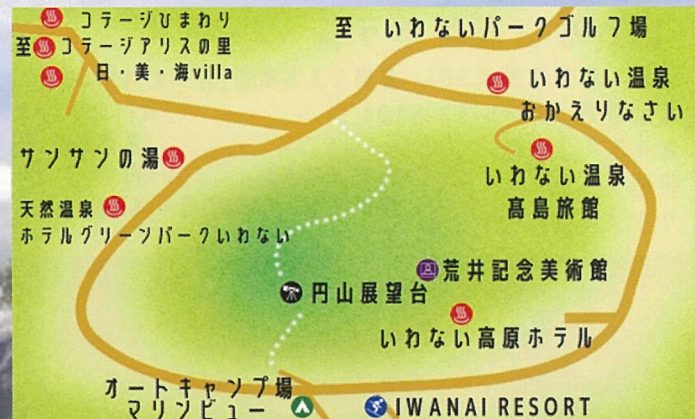 コテージひまわり
至 コテージアリスの里
日・美・海villa
至 いわないパークゴルフ場
いわない温泉
おかえりなさい
サンサンの湯
いわない温泉
髙島旅館
天然温泉
ホテルグリーンパークいわない
荒井記念美術館
円山展望台
いわない高原ホテル
オートキャンプ場
マリンビュー
IWANAI RESORT